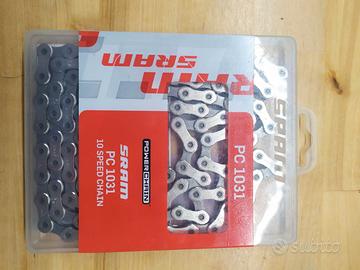 SRAM
SRAM
PC 1031
POWERCHAIN
SRAM
PC 1031
10 SPEED CHAIN
subito